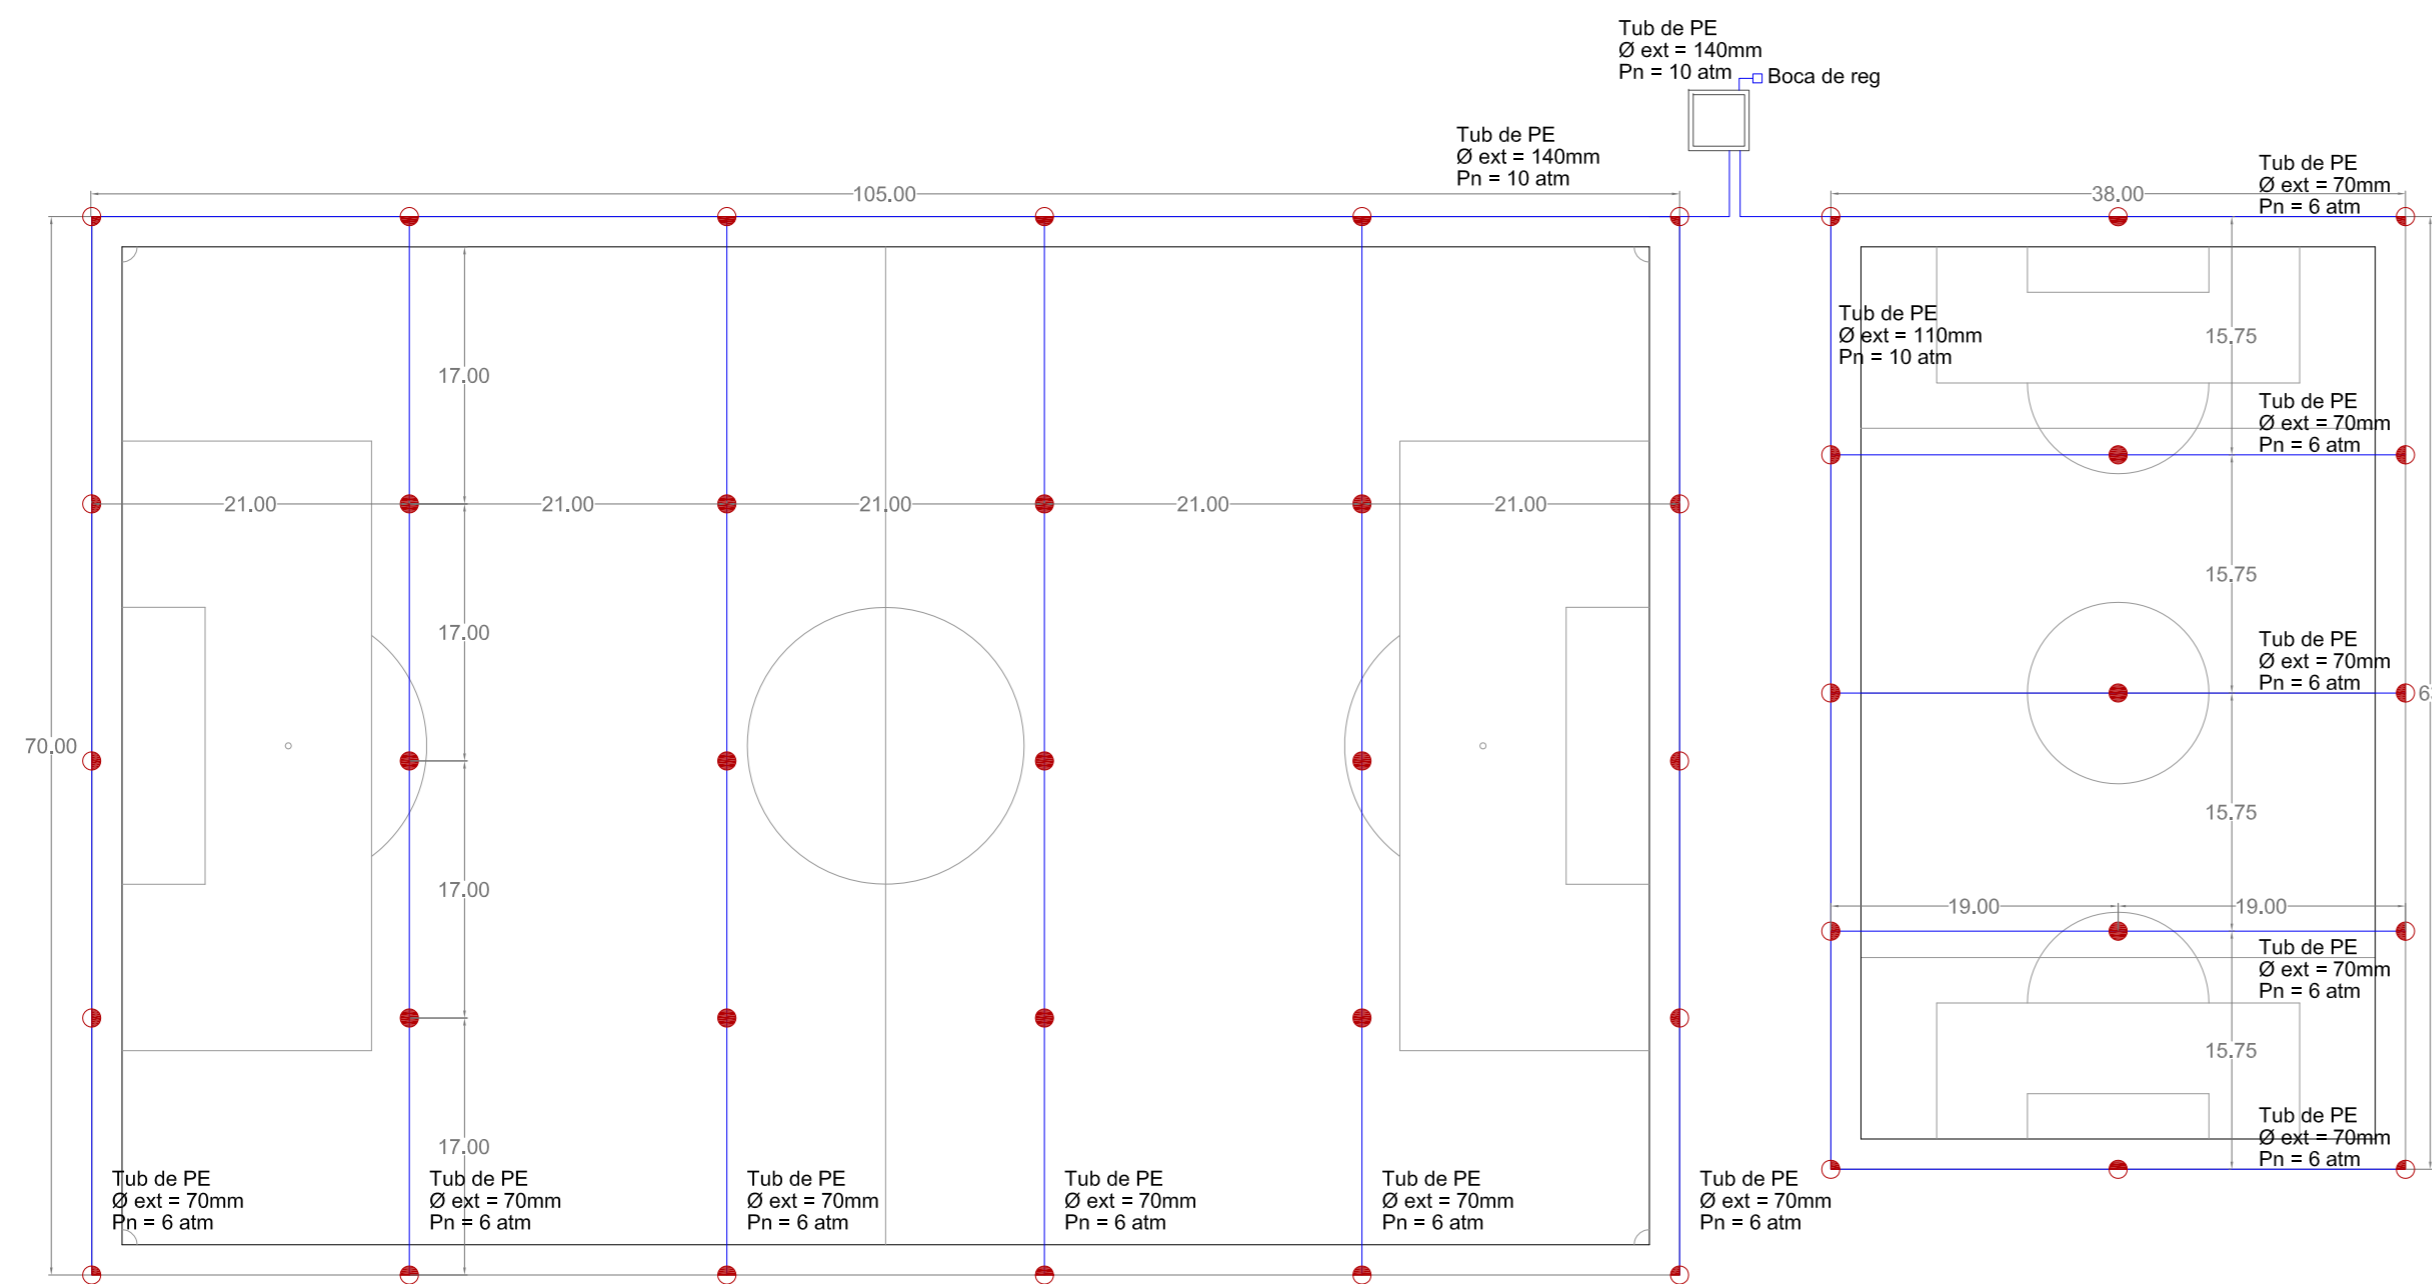 Tub de PE
Ø ext = 140mm
Pn = 10 atm
Boca de reg
Tub de PE
Ø ext = 140mm
Pn = 10 atm
Tub de PE
Ø ext = 70mm
Pn = 6 atm
105.00
38.00
Tub de PE
Ø ext = 110mm
Pn = 10 atm
15.75
17.00
Tub de PE
Ø ext = 70mm
Pn = 6 atm
21.00
21.00
21.00
21.00
21.00
15.75
17.00
Tub de PE
Ø ext = 70mm
Pn = 6 atm
70.00
15.75
17.00
19.00
19.00
Tub de PE
Ø ext = 70mm
Pn = 6 atm
15.75
17.00
Tub de PE
Ø ext = 70mm
Pn = 6 atm
Tub de PE
Ø ext = 70mm
Pn = 6 atm
Tub de PE
Ø ext = 70mm
Pn = 6 atm
Tub de PE
Ø ext = 70mm
Pn = 6 atm
Tub de PE
Ø ext = 70mm
Pn = 6 atm
Tub de PE
Ø ext = 70mm
Pn = 6 atm
Tub de PE
Ø ext = 70mm
Pn = 6 atm